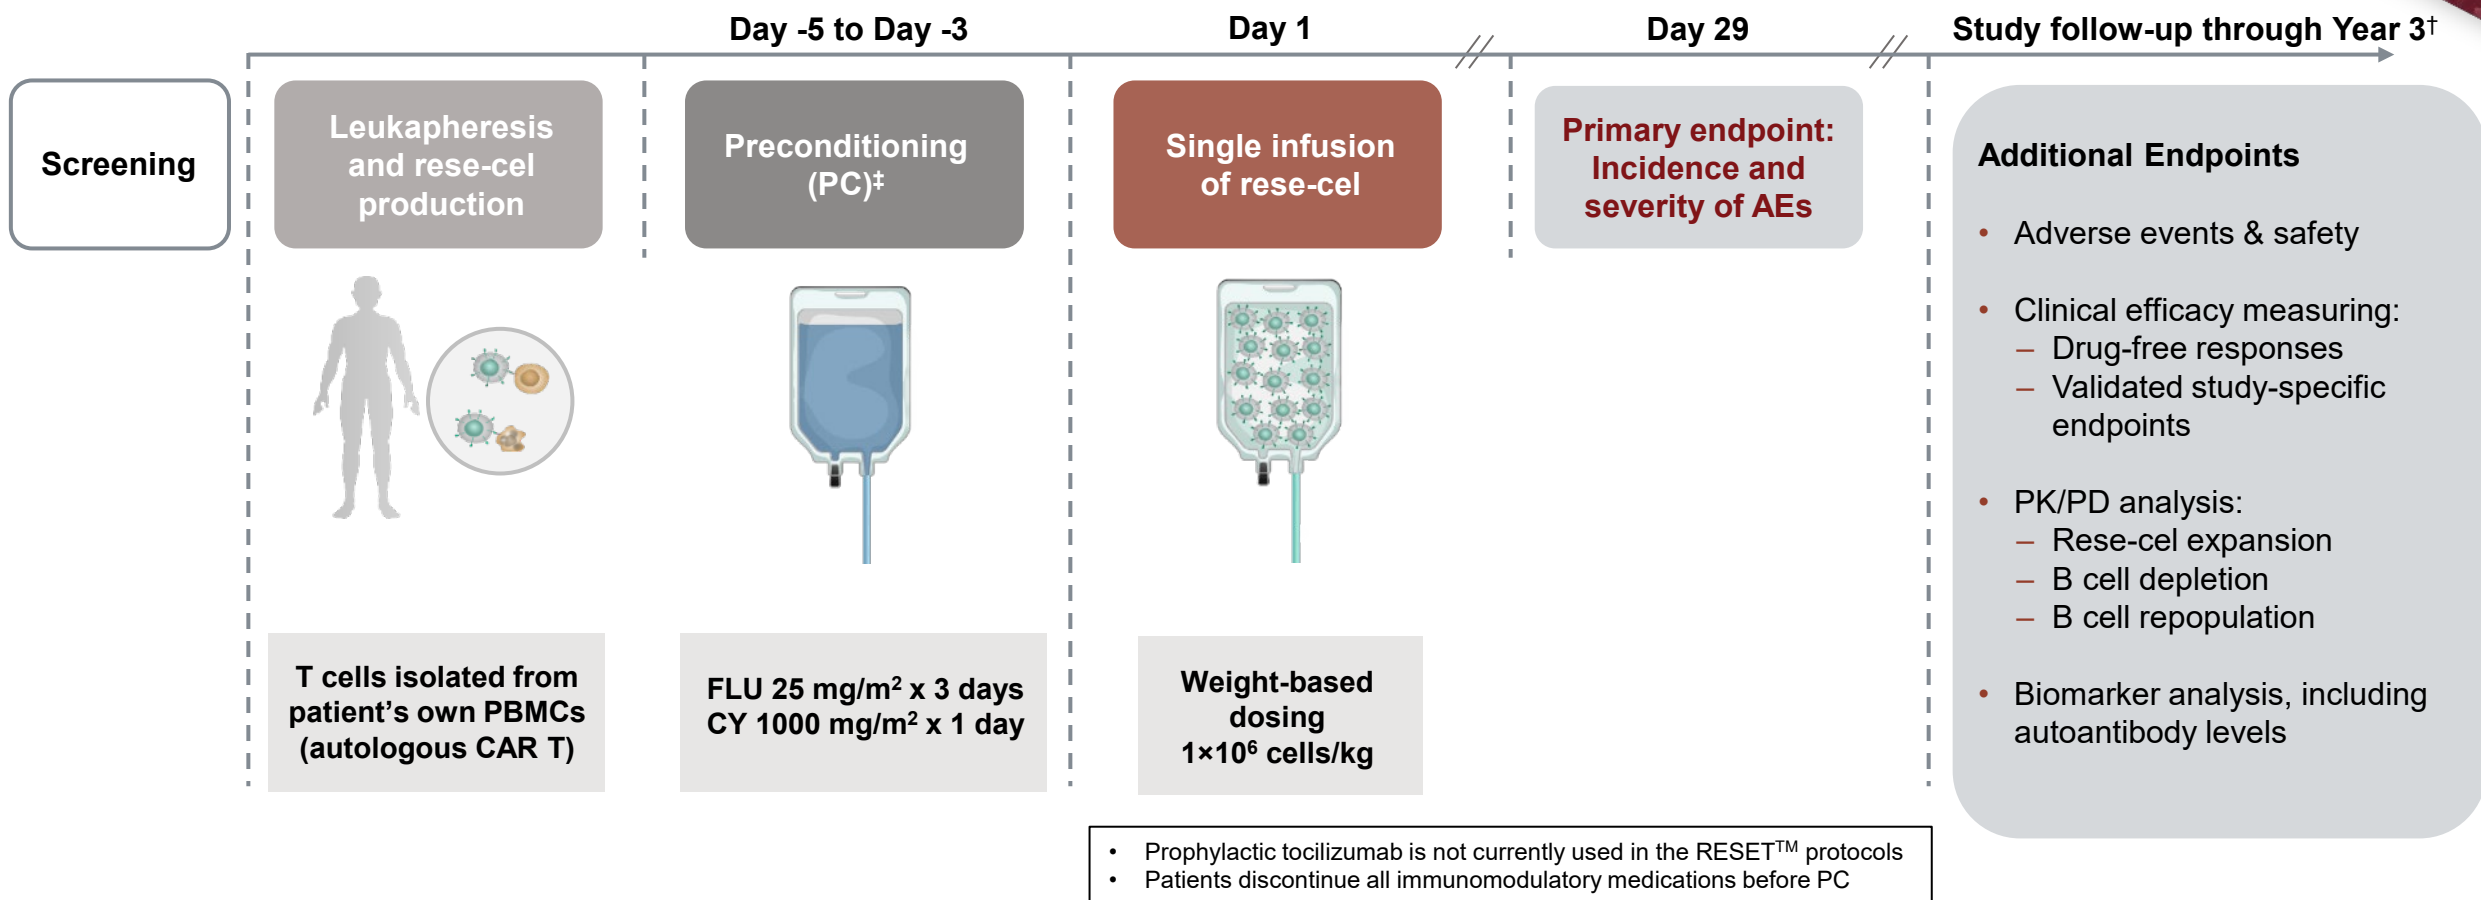 Day -5 to Day -3
Day 1
Day 29
Study follow-up through Year 3†
Screening
Leukapheresis
and rese-cel
production
Preconditioning
(PC)‡
Single infusion
of rese-cel
Primary endpoint:
Incidence and
severity of AEs
T cells isolated from
patient’s own PBMCs
(autologous CAR T)
FLU 25 mg/m² x 3 days
CY 1000 mg/m² x 1 day
Weight-based
dosing
1×10⁶ cells/kg
Additional Endpoints
• Adverse events & safety
• Clinical efficacy measuring:
– Drug-free responses
– Validated study-specific
endpoints
• PK/PD analysis:
– Rese-cel expansion
– B cell depletion
– B cell repopulation
• Biomarker analysis, including
autoantibody levels
• Prophylactic tocilizumab is not currently used in the RESET™ protocols
• Patients discontinue all immunomodulatory medications before PC